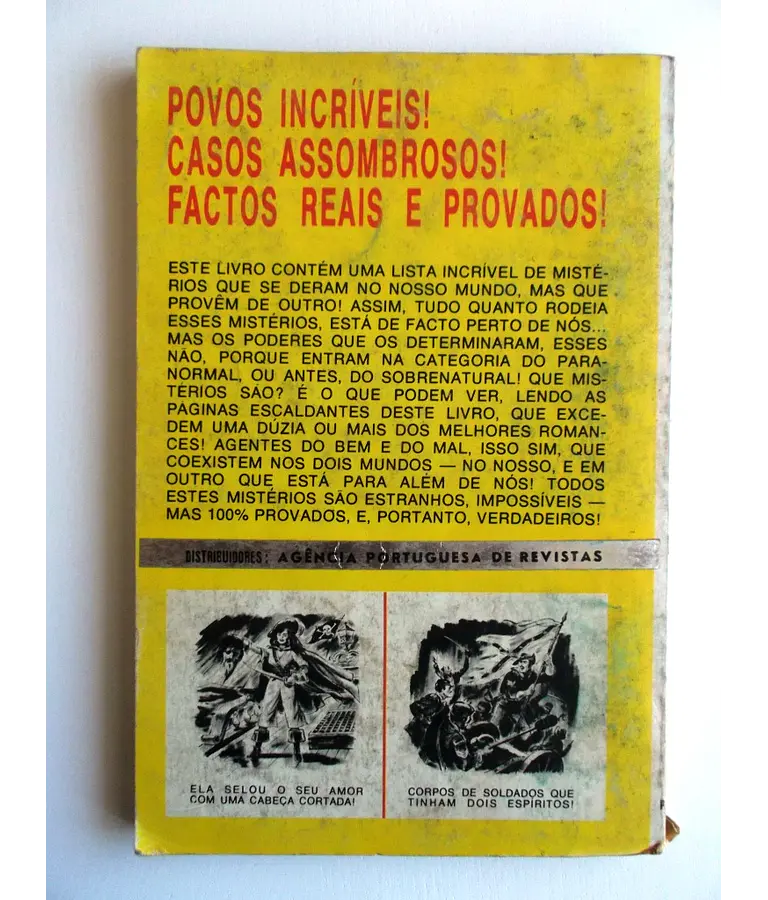 POVOS INCRÍVEIS!
CASOS ASSOMBROSOS!
FACTOS REAIS E PROVADOS!
ESTE LIVRO CONTÉM UMA LISTA INCRÍVEL DE MISTÉ-
RIOS QUE SE DERAM NO NOSSO MUNDO, MAS QUE
PROVÊM DE OUTRO! ASSIM, TUDO QUANTO RODEIA
ESSES MISTÉRIOS, ESTÁ DE FACTO PERTO DE NÓS...
MAS OS PODERES QUE OS DETERMINARAM, ESSES
NÃO, PORQUE ENTRAM NA CATEGORIA DO PARA-
NORMAL, OU ANTES, DO SOBRENATURAL! QUE MIS-
TÉRIOS SÃO? É O QUE PODEM VER, LENDO AS
PÁGINAS ESCALDANTES DESTE LIVRO, QUE EXCE-
DEM UMA DÚZIA OU MAIS DOS MELHORES ROMAN-
CES! AGENTES DO BEM E DO MAL, ISSO SIM, QUE
COEXISTEM NOS DOIS MUNDOS — NO NOSSO, E EM
OUTRO QUE ESTÁ PARA ALÉM DE NÓS! TODOS
ESTES MISTÉRIOS SÃO ESTRANHOS, IMPOSSÍVEIS —
MAS 100% PROVADOS, E, PORTANTO, VERDADEIROS!
DISTRIBUIDORES: AGÊNCIA PORTUGUESA DE REVISTAS
ELA SELOU O SEU AMOR
COM UMA CABEÇA CORTADA!
CORPOS DE SOLDADOS QUE
TINHAM DOIS ESPÍRITOS!